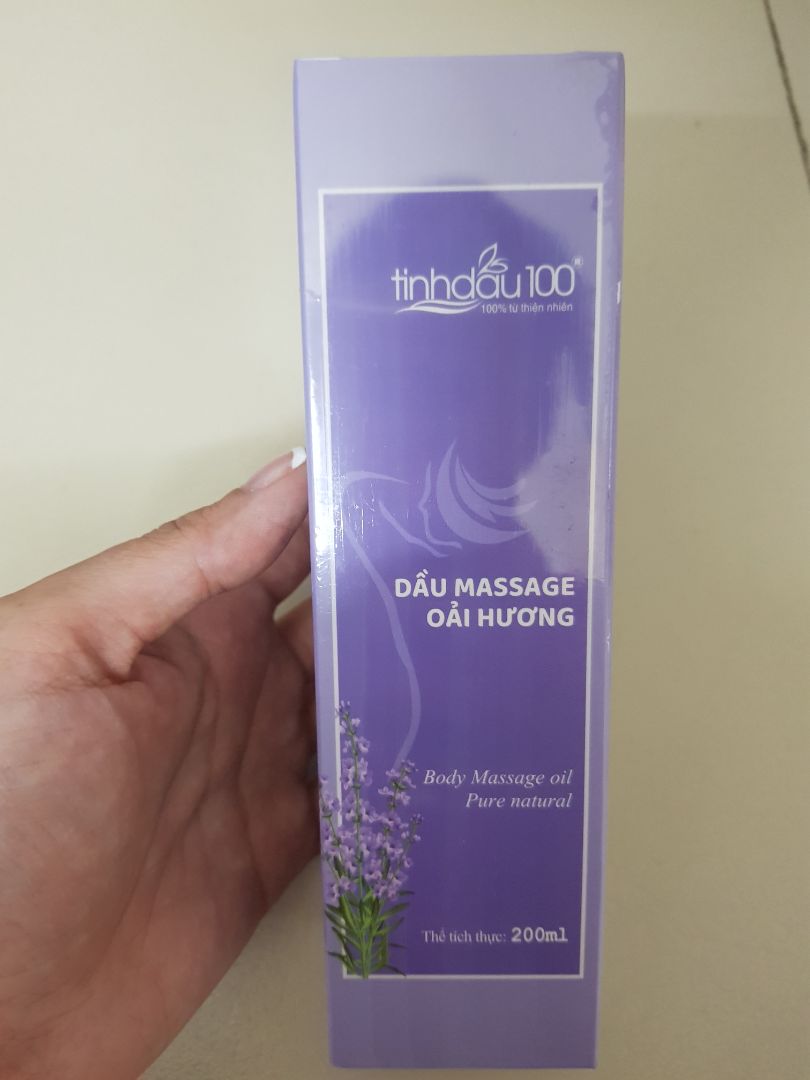 tinhdầu100®
100% từ thiên nhiên
DẦU MASSAGE
OẢI HƯƠNG
Body Massage oil
Pure natural
Thể tích thực: 200ml